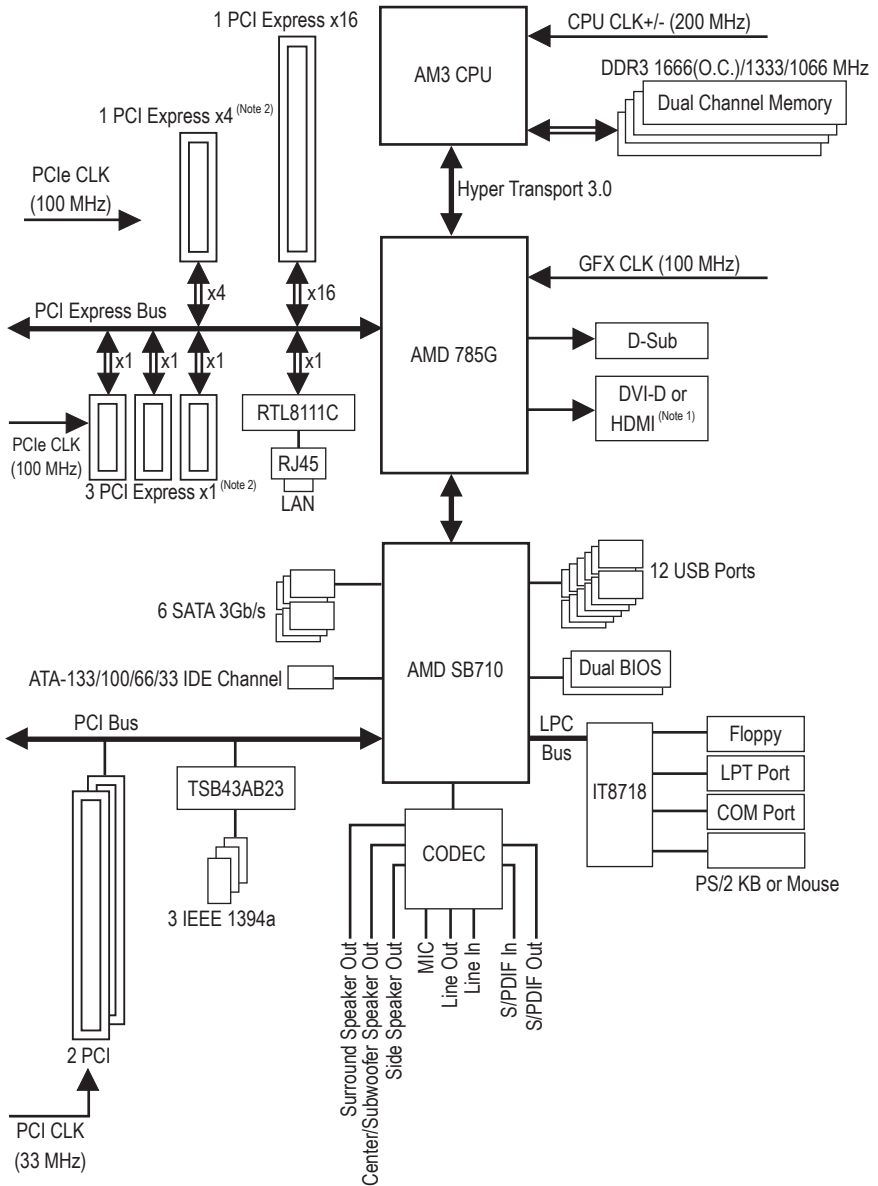 1 PCI Express x16
CPU CLK+/- (200 MHz)
AM3 CPU
DDR3 1666(O.C.)/1333/1066 MHz
Dual Channel Memory
1 PCI Express x4 (Note 2)
PCIe CLK
(100 MHz)
Hyper Transport 3.0
x4
x16
GFX CLK (100 MHz)
PCI Express Bus
AMD 785G
D-Sub
x1
x1
x1
x1
DVI-D or
HDMI (Note 1)
RTL8111C
PCIe CLK
(100 MHz)
RJ45
LAN
3 PCI Express x1 (Note 2)
12 USB Ports
6 SATA 3Gb/s
AMD SB710
Dual BIOS
ATA-133/100/66/33 IDE Channel
PCI Bus
LPC
Bus
IT8718
Floppy
LPT Port
COM Port
PS/2 KB or Mouse
TSB43AB23
3 IEEE 1394a
CODEC
Surround Speaker Out
Center/Subwoofer Speaker Out
Side Speaker Out
MIC
Line Out
Line In
S/PDIF In
S/PDIF Out
2 PCI
PCI CLK
(33 MHz)